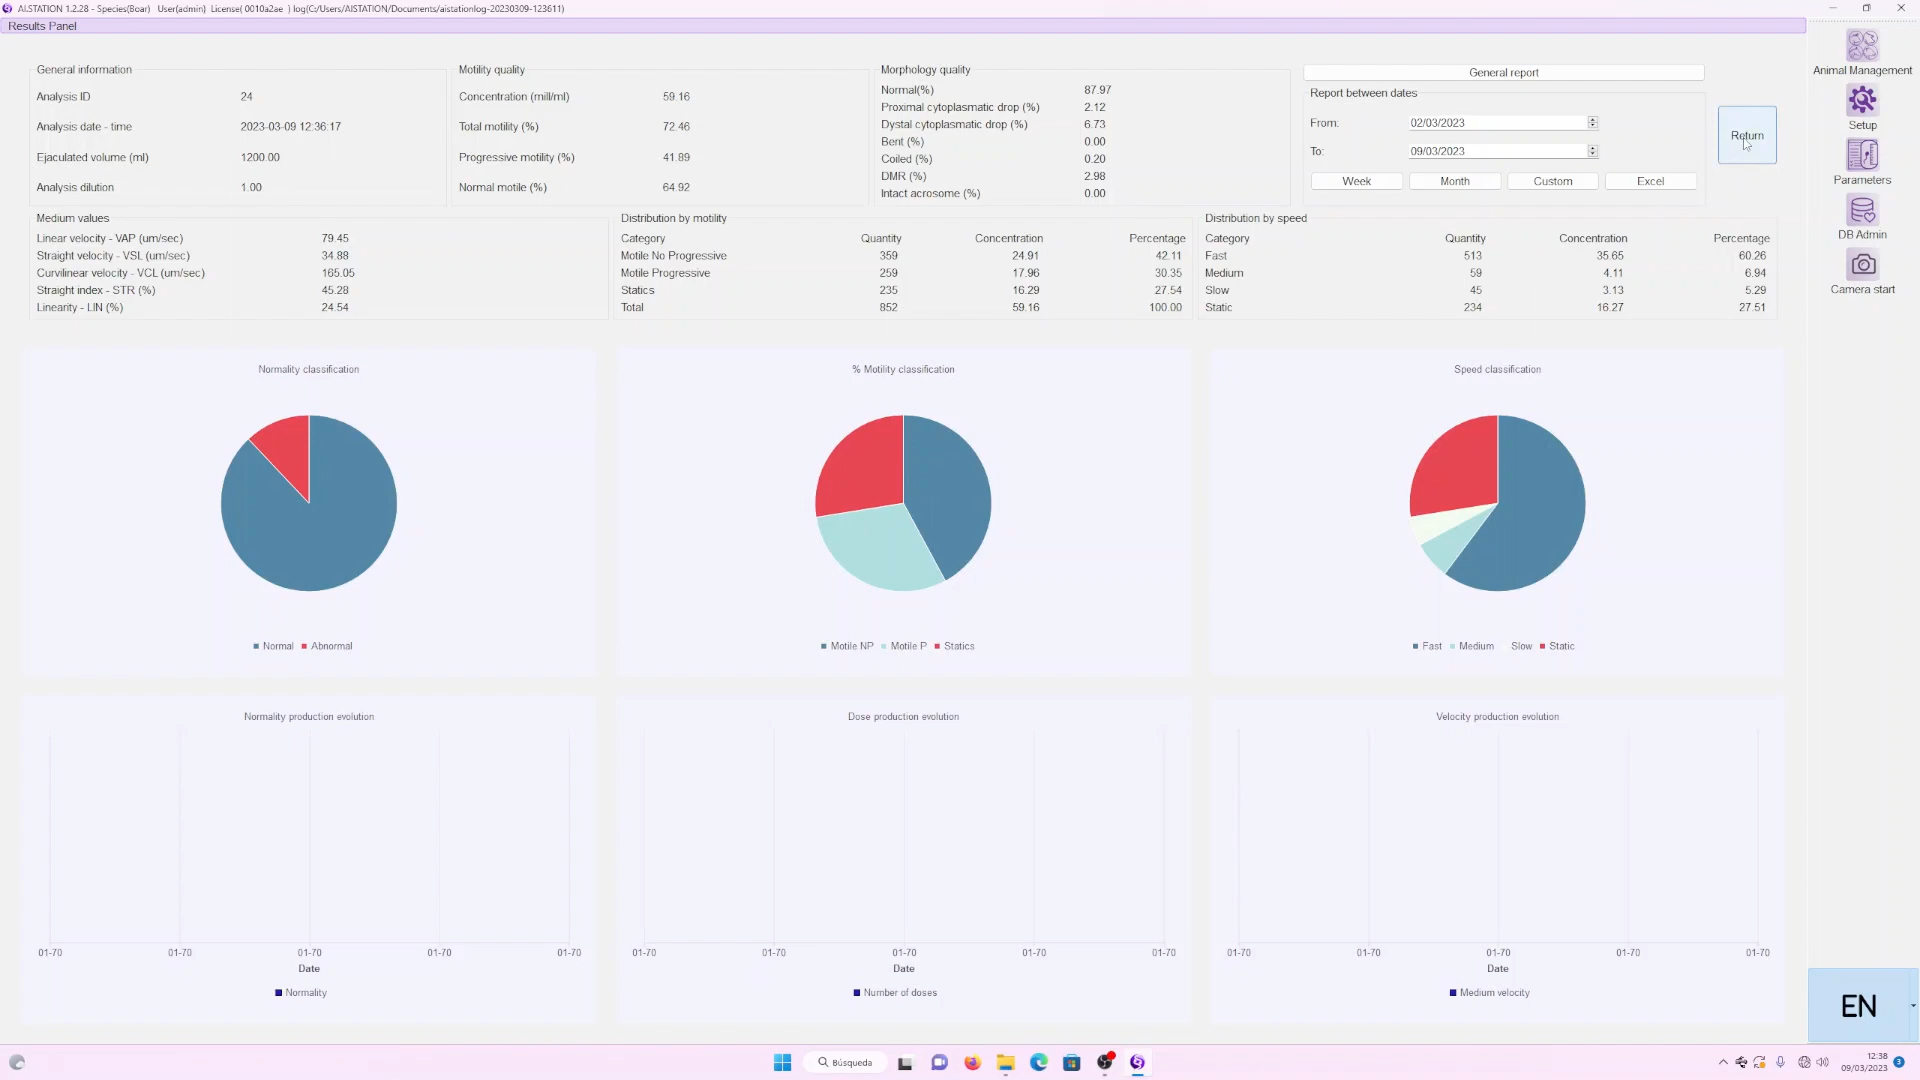 AI.STATION 1.2.28 - Species(Boar) User(admin) License( 0010a2ae ) log(C:/Users/AISTATION/Documents/aistationlog-20230309-123611)
Results Panel
General information
Analysis ID 24
Analysis date - time 2023-03-09 12:36:17
Ejaculated volume (ml) 1200.00
Analysis dilution 1.00
Motility quality
Concentration (mill/ml) 59.16
Total motility (%) 72.46
Progressive motility (%) 41.89
Normal motile (%) 64.92
Morphology quality
Normal(%) 87.97
Proximal cytoplasmatic drop (%) 2.12
Dystal cytoplasmatic drop (%) 6.73
Bent (%) 0.00
Coiled (%) 0.20
DMR (%) 2.98
Intact acrosome (%) 0.00
General report
Report between dates
From: 02/03/2023
To: 09/03/2023
Week Month Custom Excel
Return
Animal Management
Setup
Parameters
DB Admin
Camera start
Medium values
Linear velocity - VAP (um/sec) 79.45
Straight velocity - VSL (um/sec) 34.88
Curvilinear velocity - VCL (um/sec) 165.05
Straight index - STR (%) 45.28
Linearity - LIN (%) 24.54
Distribution by motility
Category Quantity Concentration Percentage
Motile No Progressive 359 24.91 42.11
Motile Progressive 259 17.96 30.35
Statics 235 16.29 27.54
Total 852 59.16 100.00
Distribution by speed
Category Quantity Concentration Percentage
Fast 513 35.65 60.26
Medium 59 4.11 6.94
Slow 45 3.13 5.29
Static 234 16.27 27.51
Normality classification
Normal Abnormal
% Motility classification
Motile NP Motile P Statics
Speed classification
Fast Medium Slow Static
Normality production evolution
01-70 01-70 01-70 01-70 01-70
Date
Normality
Dose production evolution
01-70 01-70 01-70 01-70 01-70
Date
Number of doses
Velocity production evolution
01-70 01-70 01-70 01-70 01-70
Date
Medium velocity
EN
Búsqueda
12:38
09/03/2023
3